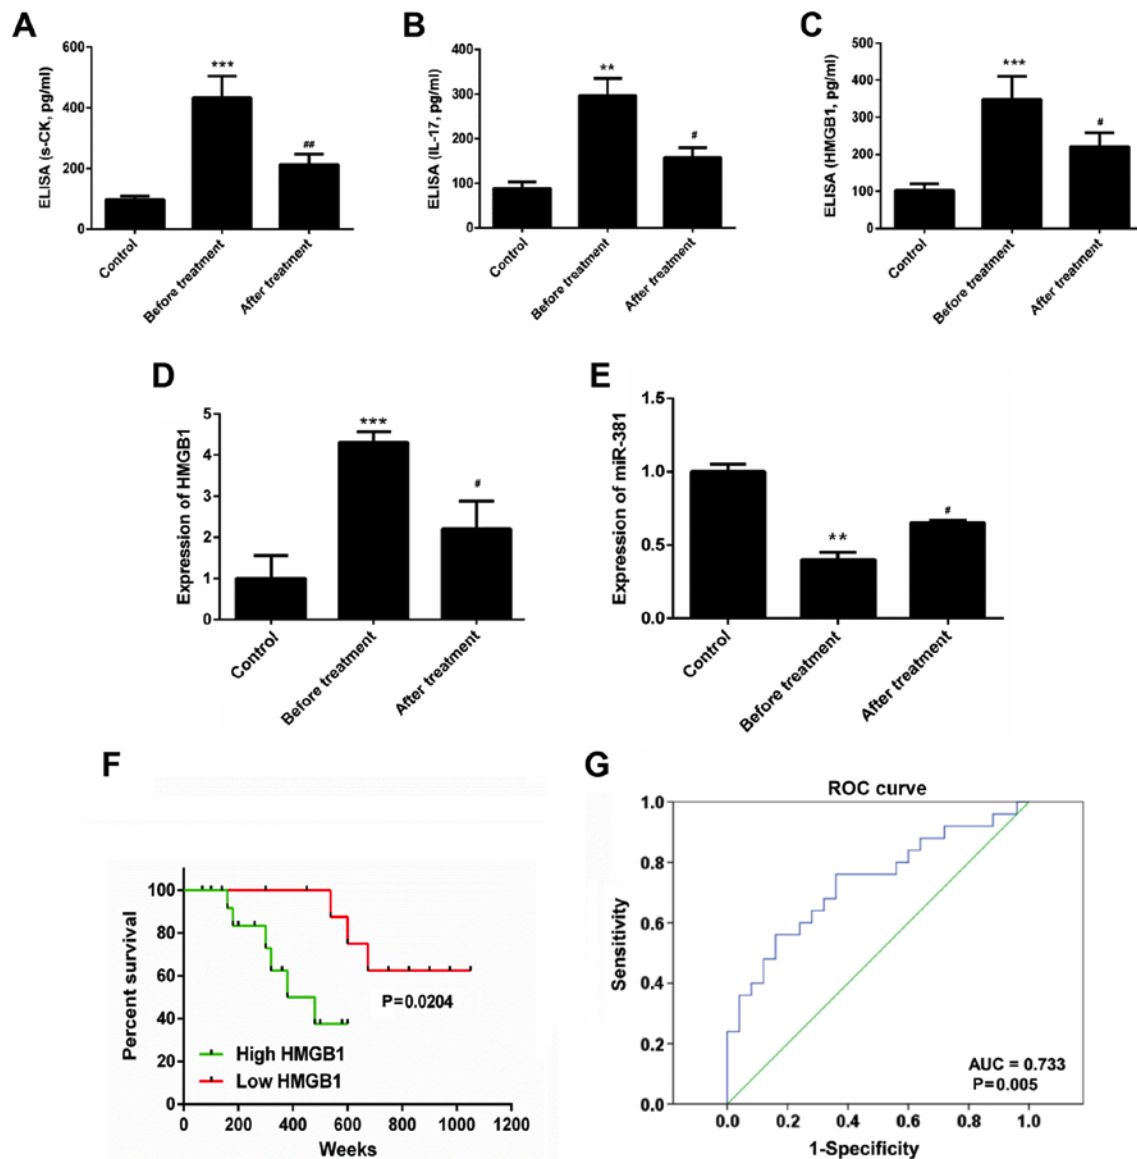 A
ELISA (s-CK, pg/ml)
600
400
200
0
***
##
Control
Before treatment
After treatment
B
ELISA (IL-17, pg/ml)
400
300
200
100
0
**
#
Control
Before treatment
After treatment
C
ELISA (HMGB1, pg/ml)
500
400
300
200
100
0
***
#
Control
Before treatment
After treatment
D
Expression of HMGB1
5
4
3
2
1
0
***
#
Control
Before treatment
After treatment
E
Expression of miR-381
1.5
1.0
0.5
0.0
**
#
Control
Before treatment
After treatment
F
Percent survival
100
80
60
40
20
0
P=0.0204
High HMGB1
Low HMGB1
0 200 400 600 800 1000 1200
Weeks
G
ROC curve
Sensitivity
1.0
0.8
0.6
0.4
0.2
0.0
AUC = 0.733
P=0.005
0.0 0.2 0.4 0.6 0.8 1.0
1-Specificity